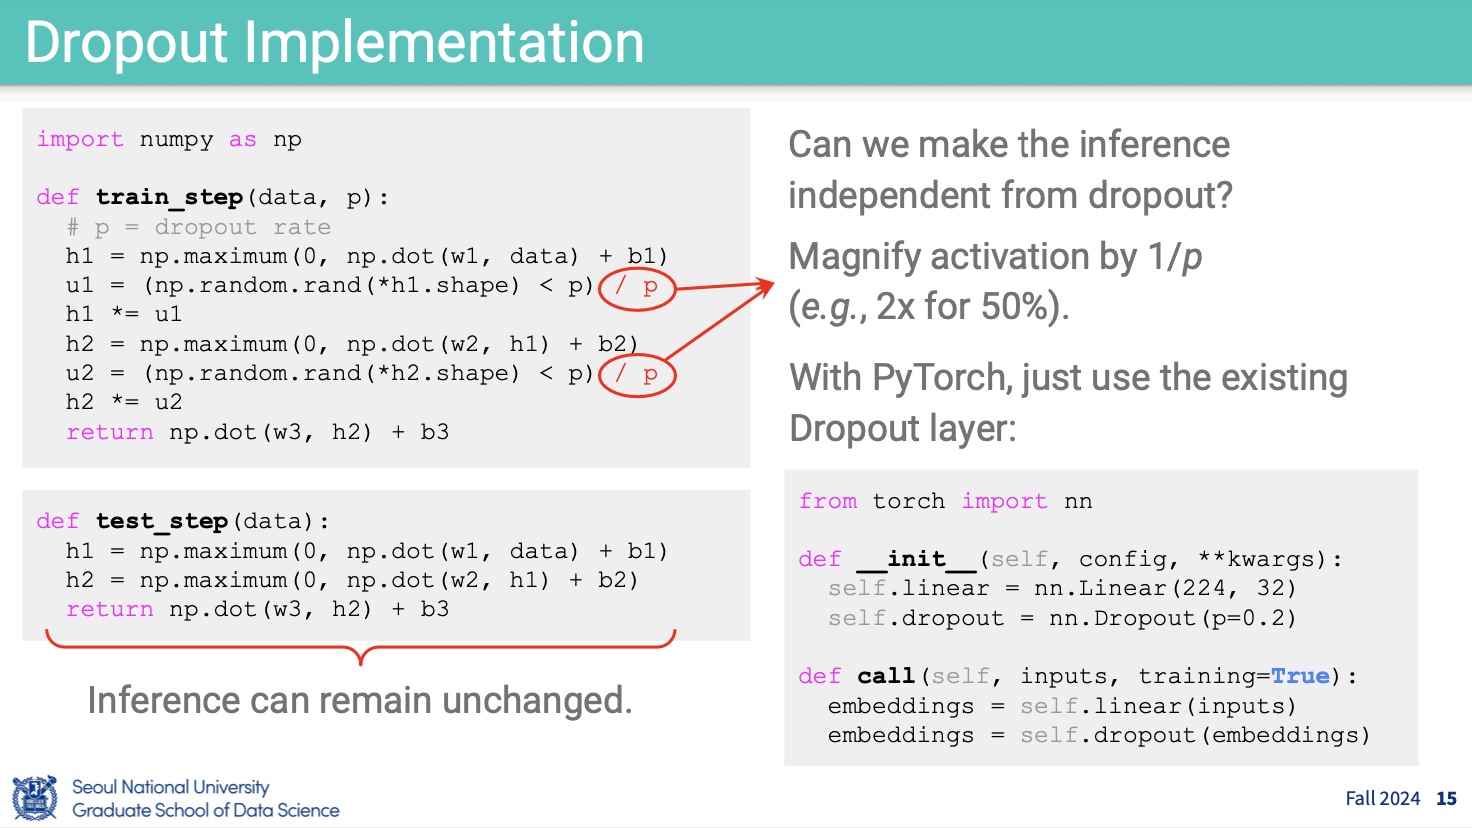 Dropout Implementation
import numpy as np
def train_step(data, p):
  # p = dropout rate
  h1 = np.maximum(0, np.dot(w1, data) + b1)
  u1 = (np.random.rand(*h1.shape) < p) / p
  h1 *= u1
  h2 = np.maximum(0, np.dot(w2, h1) + b2)
  u2 = (np.random.rand(*h2.shape) < p) / p
  h2 *= u2
  return np.dot(w3, h2) + b3
def test_step(data):
  h1 = np.maximum(0, np.dot(w1, data) + b1)
  h2 = np.maximum(0, np.dot(w2, h1) + b2)
  return np.dot(w3, h2) + b3
Inference can remain unchanged.
Can we make the inference
independent from dropout?
Magnify activation by 1/p
(e.g., 2x for 50%).
With PyTorch, just use the existing
Dropout layer:
from torch import nn
def __init__(self, config, **kwargs):
  self.linear = nn.Linear(224, 32)
  self.dropout = nn.Dropout(p=0.2)
def call(self, inputs, training=True):
  embeddings = self.linear(inputs)
  embeddings = self.dropout(embeddings)
Seoul National University
Graduate School of Data Science
Fall 2024 15